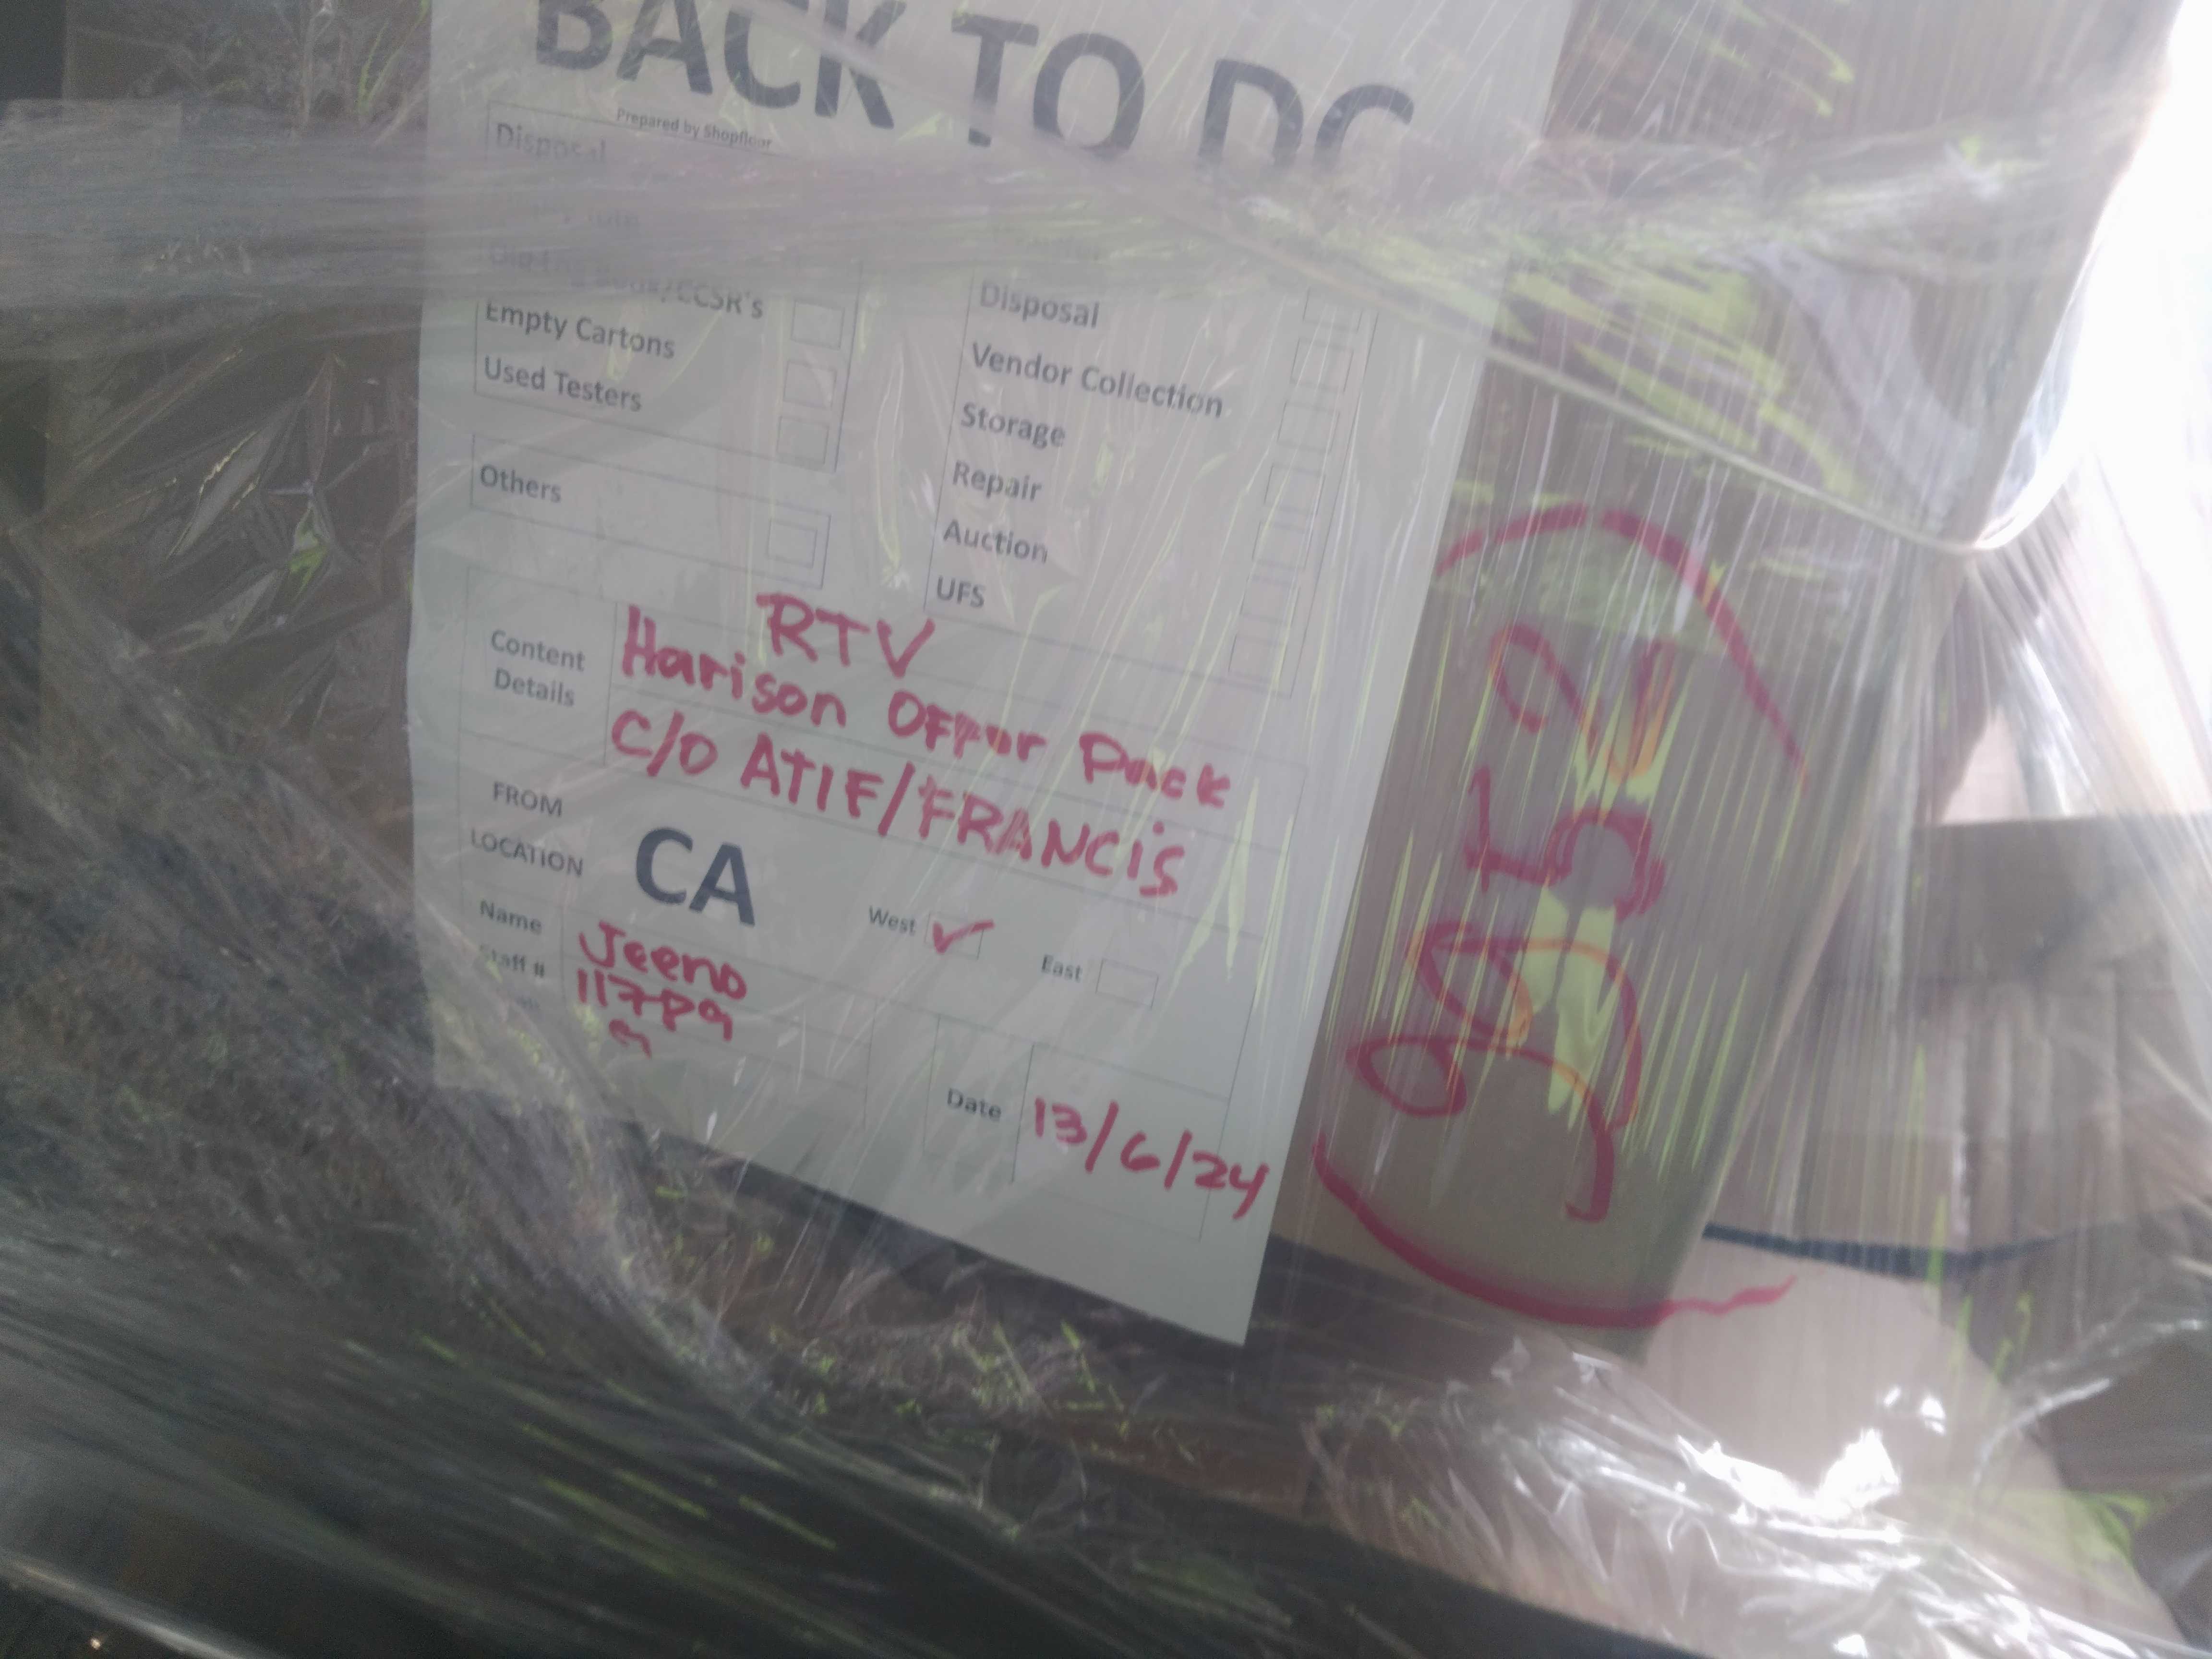 BACK TO DC
Prepared by Shopfloor
Disposal
Empty Cartons
Used Testers
Others
Disposal
Vendor Collection
Storage
Repair
Auction
UFS
Content
Details
RTV
Harison Offer Pack
C/O ATIF/FRANCiS
FROM
LOCATION
CA
West
East
Name
Jeeno
Staff #
11789
Date
13/6/24
9952